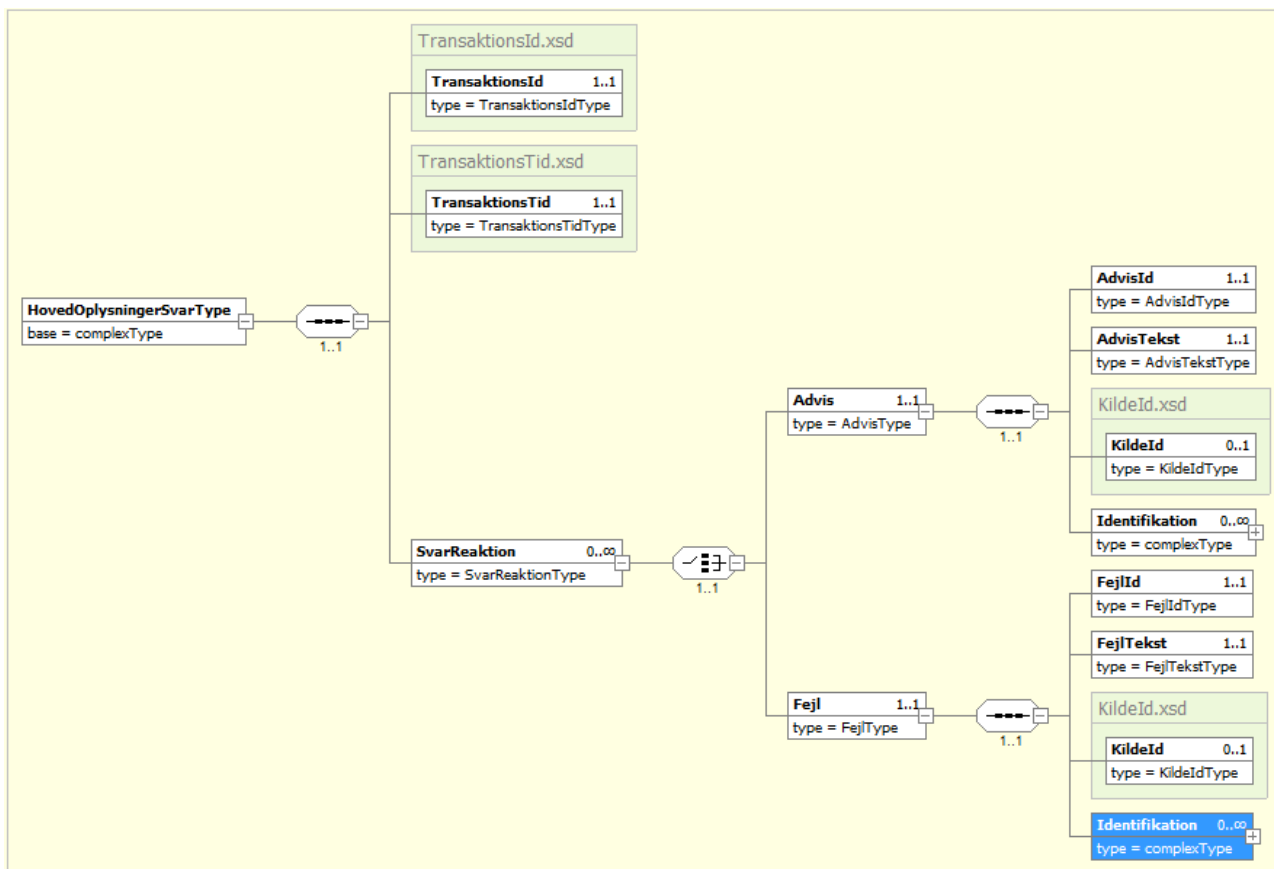 TransaktionsId.xsd
TransaktionsId 1..1
type = TransaktionsIdType
TransaktionsTid.xsd
TransaktionsTid 1..1
type = TransaktionsTidType
HovedOplysningerSvarType
base = complexType
1..1
SvarReaktion 0..∞
type = SvarReaktionType
1..1
Advis 1..1
type = AdvisType
1..1
AdvisId 1..1
type = AdvisIdType
AdvisTekst 1..1
type = AdvisTekstType
KildeId.xsd
KildeId 0..1
type = KildeIdType
Identifikation 0..∞
type = complexType
Fejl 1..1
type = FejlType
1..1
FejlId 1..1
type = FejlIdType
FejlTekst 1..1
type = FejlTekstType
KildeId.xsd
KildeId 0..1
type = KildeIdType
Identifikation 0..∞
type = complexType